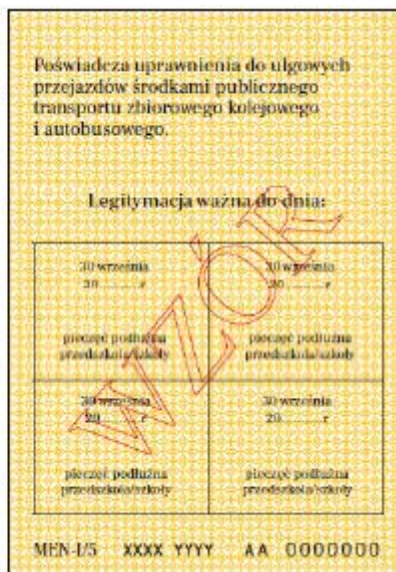 Poświadcza uprawnienia do ulgowych
przejazdów środkami publicznego
transportu zbiorowego kolejowego
i autobusowego.
Legitymacja ważna do dnia:
30 września
20...........r
pieczęć podłużna
przedszkola/szkoły
30 września
20...........r
pieczęć podłużna
przedszkola/szkoły
30 września
20...........r
pieczęć podłużna
przedszkola/szkoły
30 września
20...........r
pieczęć podłużna
przedszkola/szkoły
WZÓR
MEN-I/5 XXXX YYYY AA 0000000